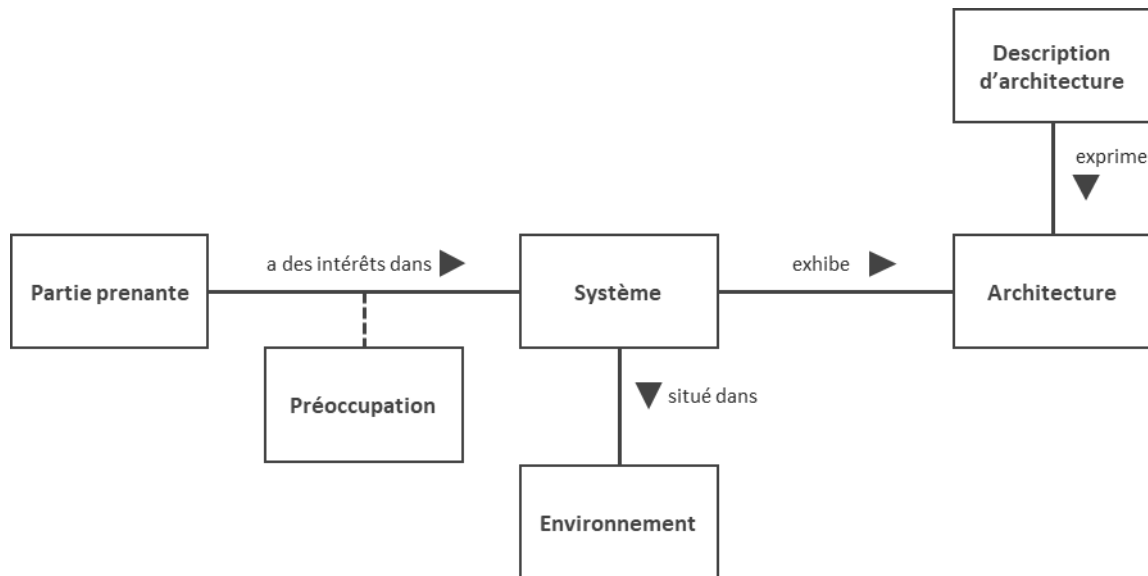 Description
d’architecture
exprime
a des intérêts dans
exhibe
Partie prenante
Système
Architecture
Préoccupation
situé dans
Environnement